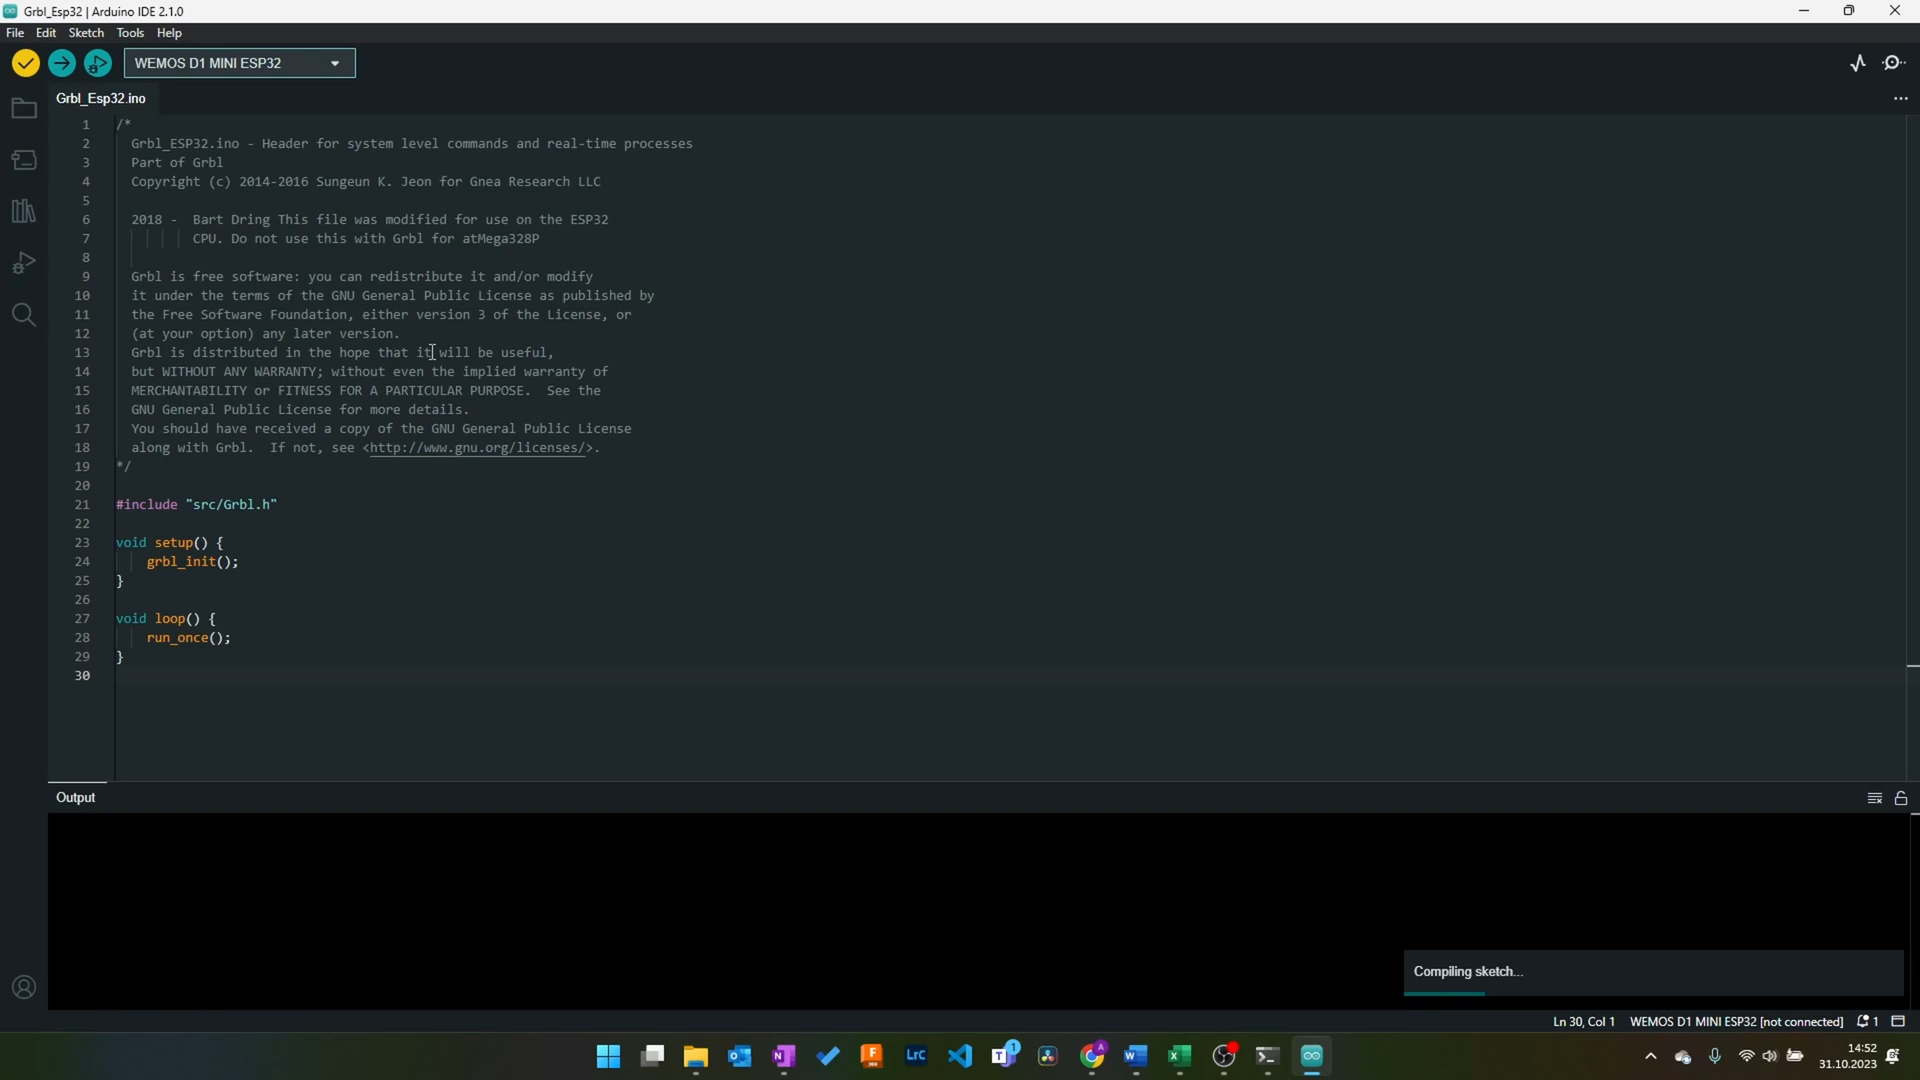 Grbl_Esp32 | Arduino IDE 2.1.0
File Edit Sketch Tools Help
WEMOS D1 MINI ESP32
Grbl_Esp32.ino
1 /*
2 Grbl_ESP32.ino - Header for system level commands and real-time processes
3 Part of Grbl
4 Copyright (c) 2014-2016 Sungeun K. Jeon for Gnea Research LLC
5
6 2018 - Bart Dring This file was modified for use on the ESP32
7 CPU. Do not use this with Grbl for atMega328P
8
9 Grbl is free software: you can redistribute it and/or modify
10 it under the terms of the GNU General Public License as published by
11 the Free Software Foundation, either version 3 of the License, or
12 (at your option) any later version.
13 Grbl is distributed in the hope that it will be useful,
14 but WITHOUT ANY WARRANTY; without even the implied warranty of
15 MERCHANTABILITY or FITNESS FOR A PARTICULAR PURPOSE. See the
16 GNU General Public License for more details.
17 You should have received a copy of the GNU General Public License
18 along with Grbl. If not, see <http://www.gnu.org/licenses/>.
19 */
20
21 #include "src/Grbl.h"
22
23 void setup() {
24 grbl_init();
25 }
26
27 void loop() {
28 run_once();
29 }
30
Output
Compiling sketch...
Ln 30, Col 1 WEMOS D1 MINI ESP32 [not connected] 1
LrC
1
14:52
31.10.2023